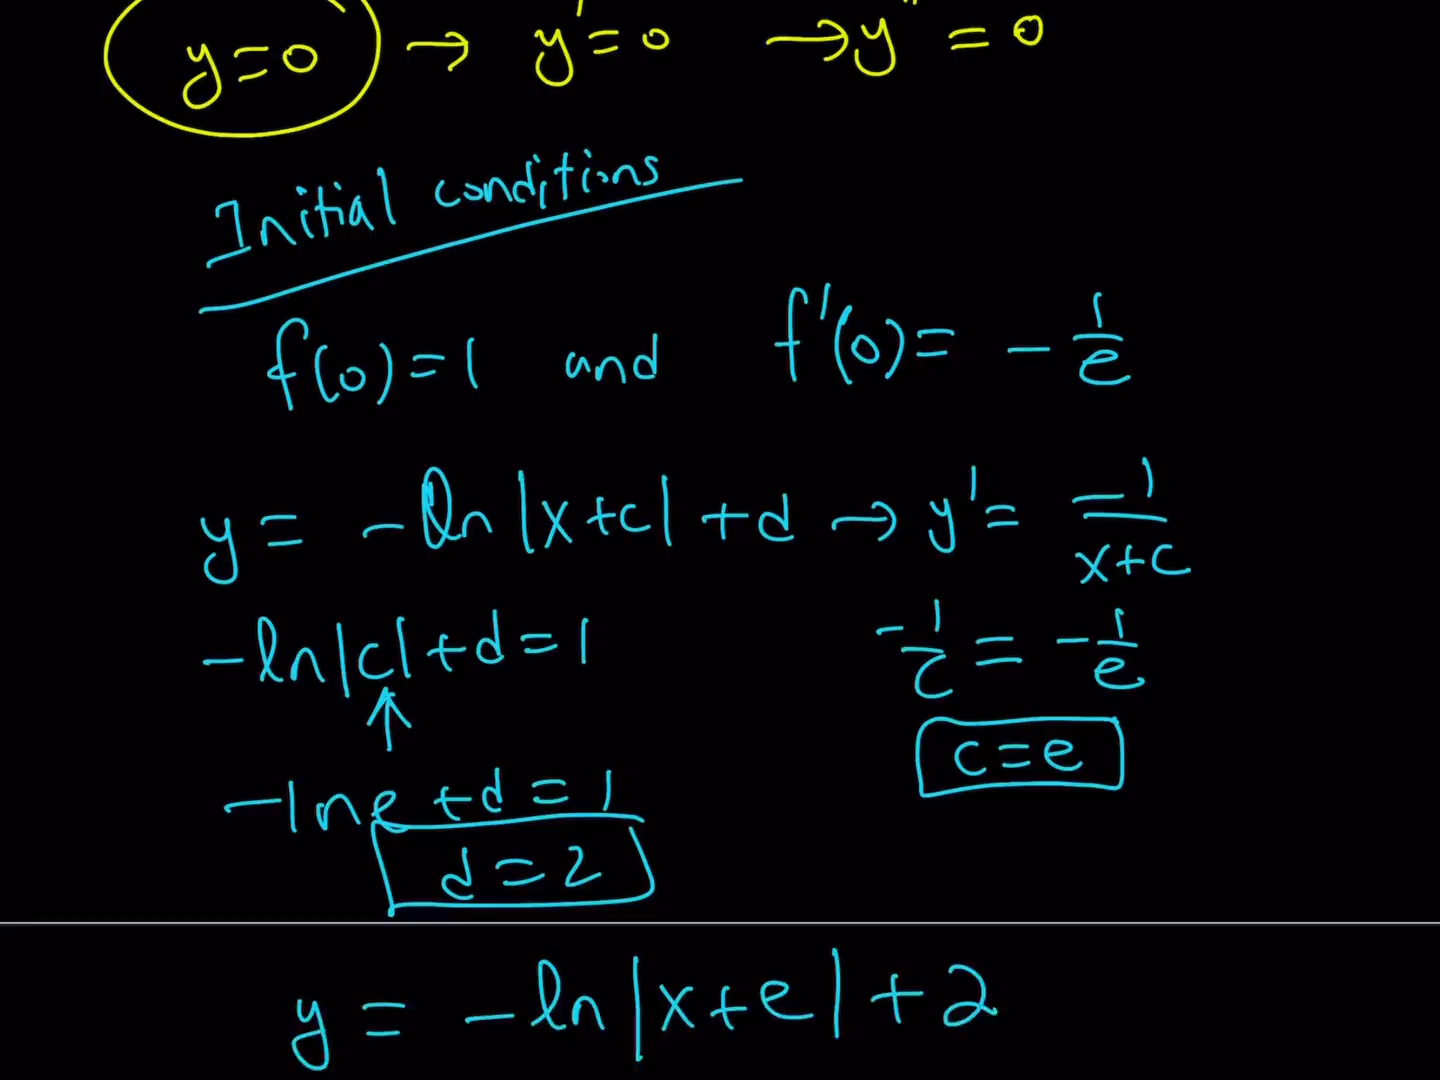 y=0 → y'=0 → y"=0
Initial conditions
f(0)=1 and f'(0)= -1/e
y= -ln|x+c|+d → y'= -1/(x+c)
-ln|c|+d=1 -1/c = -1/e
↑ c=e
-lne+d=1
d=2
y= -ln|x+e|+2